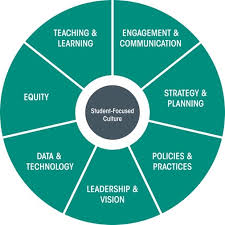 TEACHING &
LEARNING
ENGAGEMENT &
COMMUNICATION
EQUITY
Student-Focused
Culture
STRATEGY &
PLANNING
DATA &
TECHNOLOGY
POLICIES &
PRACTICES
LEADERSHIP &
VISION